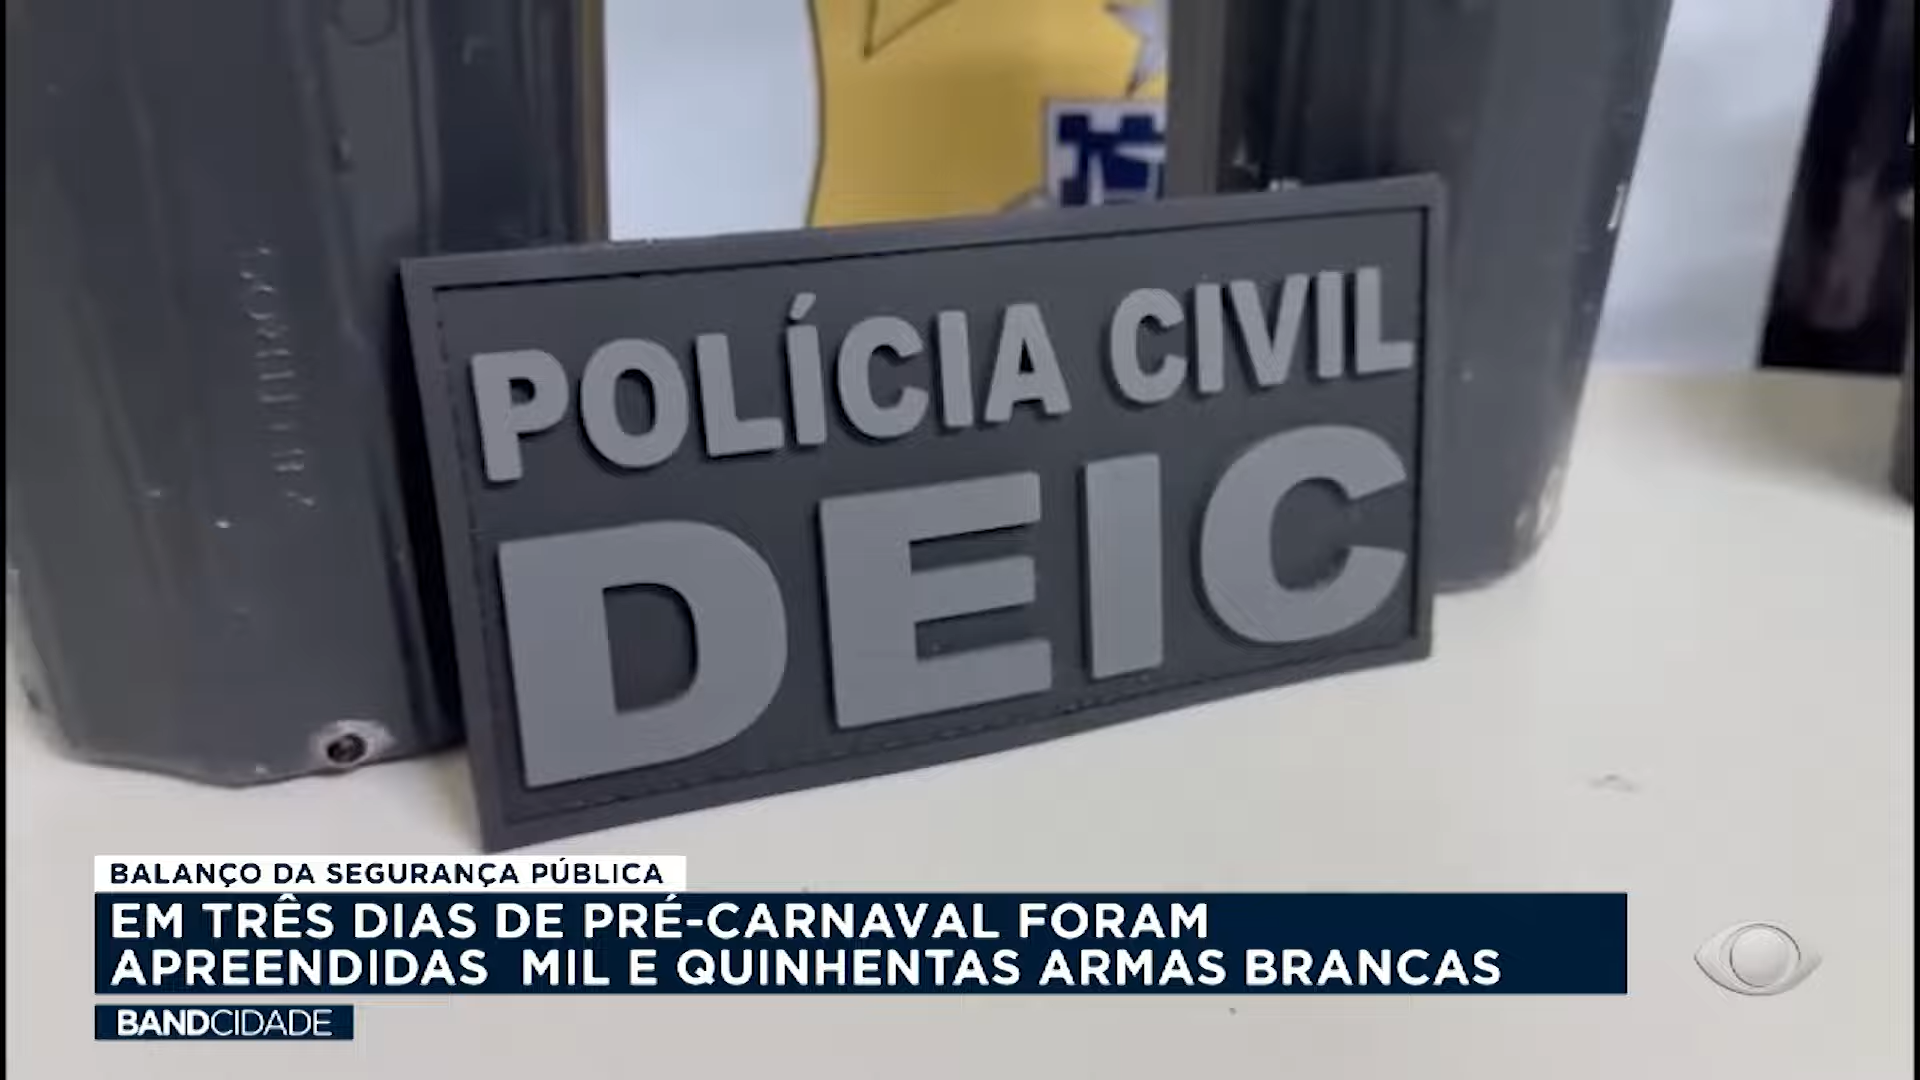 POLÍCIA CIVIL
DEIC
BALANÇO DA SEGURANÇA PÚBLICA
EM TRÊS DIAS DE PRÉ-CARNAVAL FORAM
APREENDIDAS MIL E QUINHENTAS ARMAS BRANCAS
BANDCIDADE